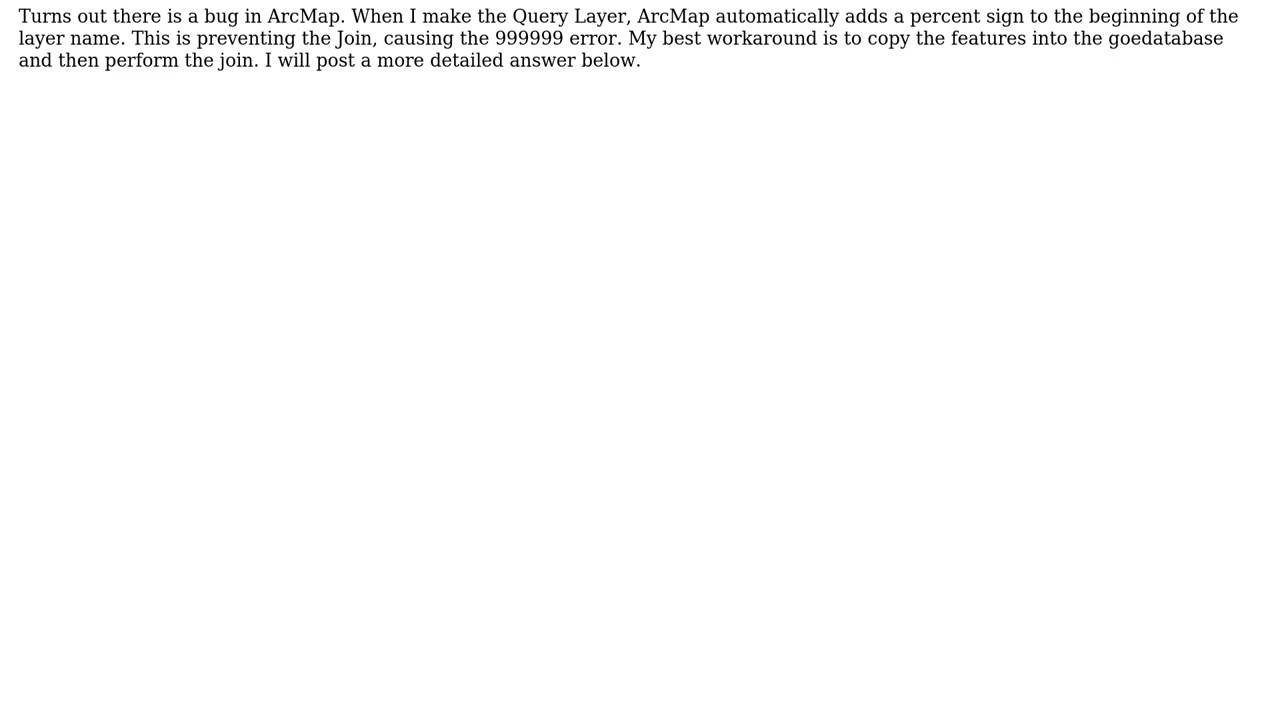 Turns out there is a bug in ArcMap. When I make the Query Layer, ArcMap automatically adds a percent sign to the beginning of the
layer name. This is preventing the Join, causing the 999999 error. My best workaround is to copy the features into the goedatabase
and then perform the join. I will post a more detailed answer below.